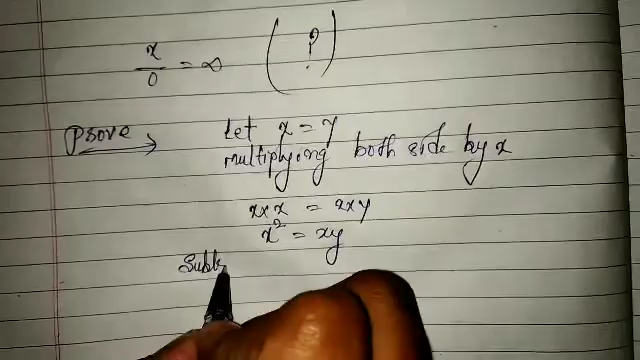 x/0 = ∞ ( ? )
Prove → Let x = y
multiplying both side by x
x×x = x×y
x² = xy
Subt